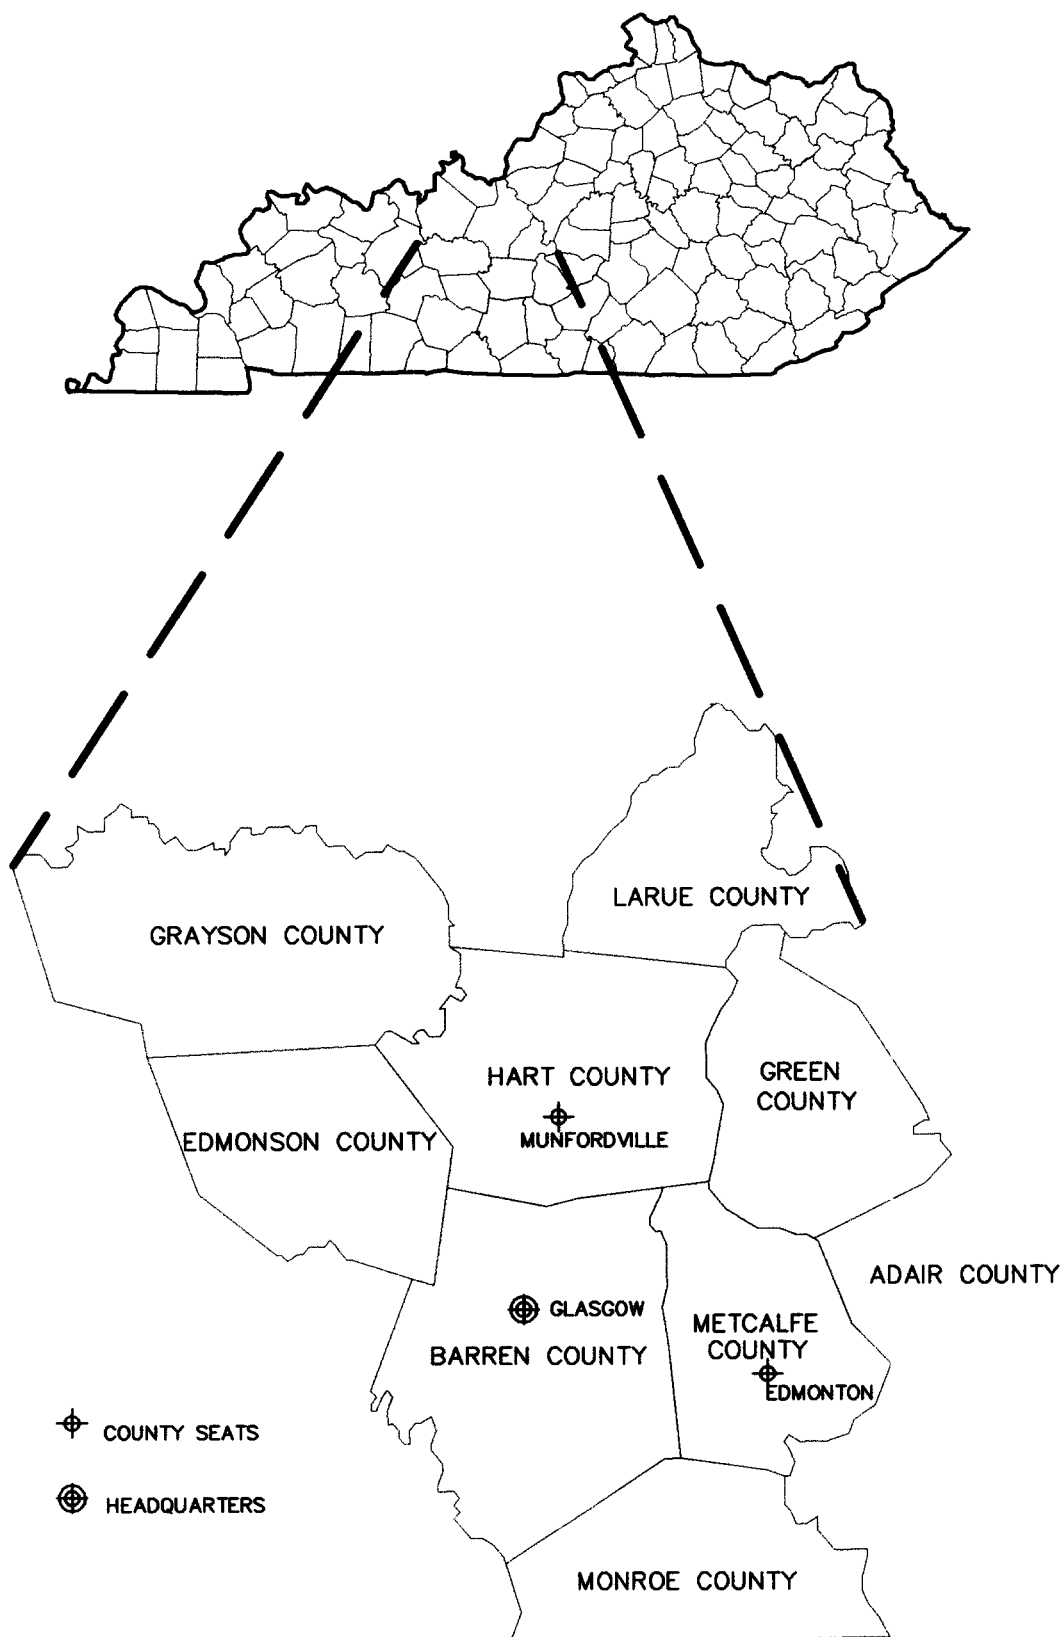 LARUE COUNTY
GRAYSON COUNTY
HART COUNTY
MUNFORDVILLE
GREEN
COUNTY
EDMONSON COUNTY
ADAIR COUNTY
GLASGOW
BARREN COUNTY
METCALFE
COUNTY
EDMONTON
COUNTY SEATS
HEADQUARTERS
MONROE COUNTY